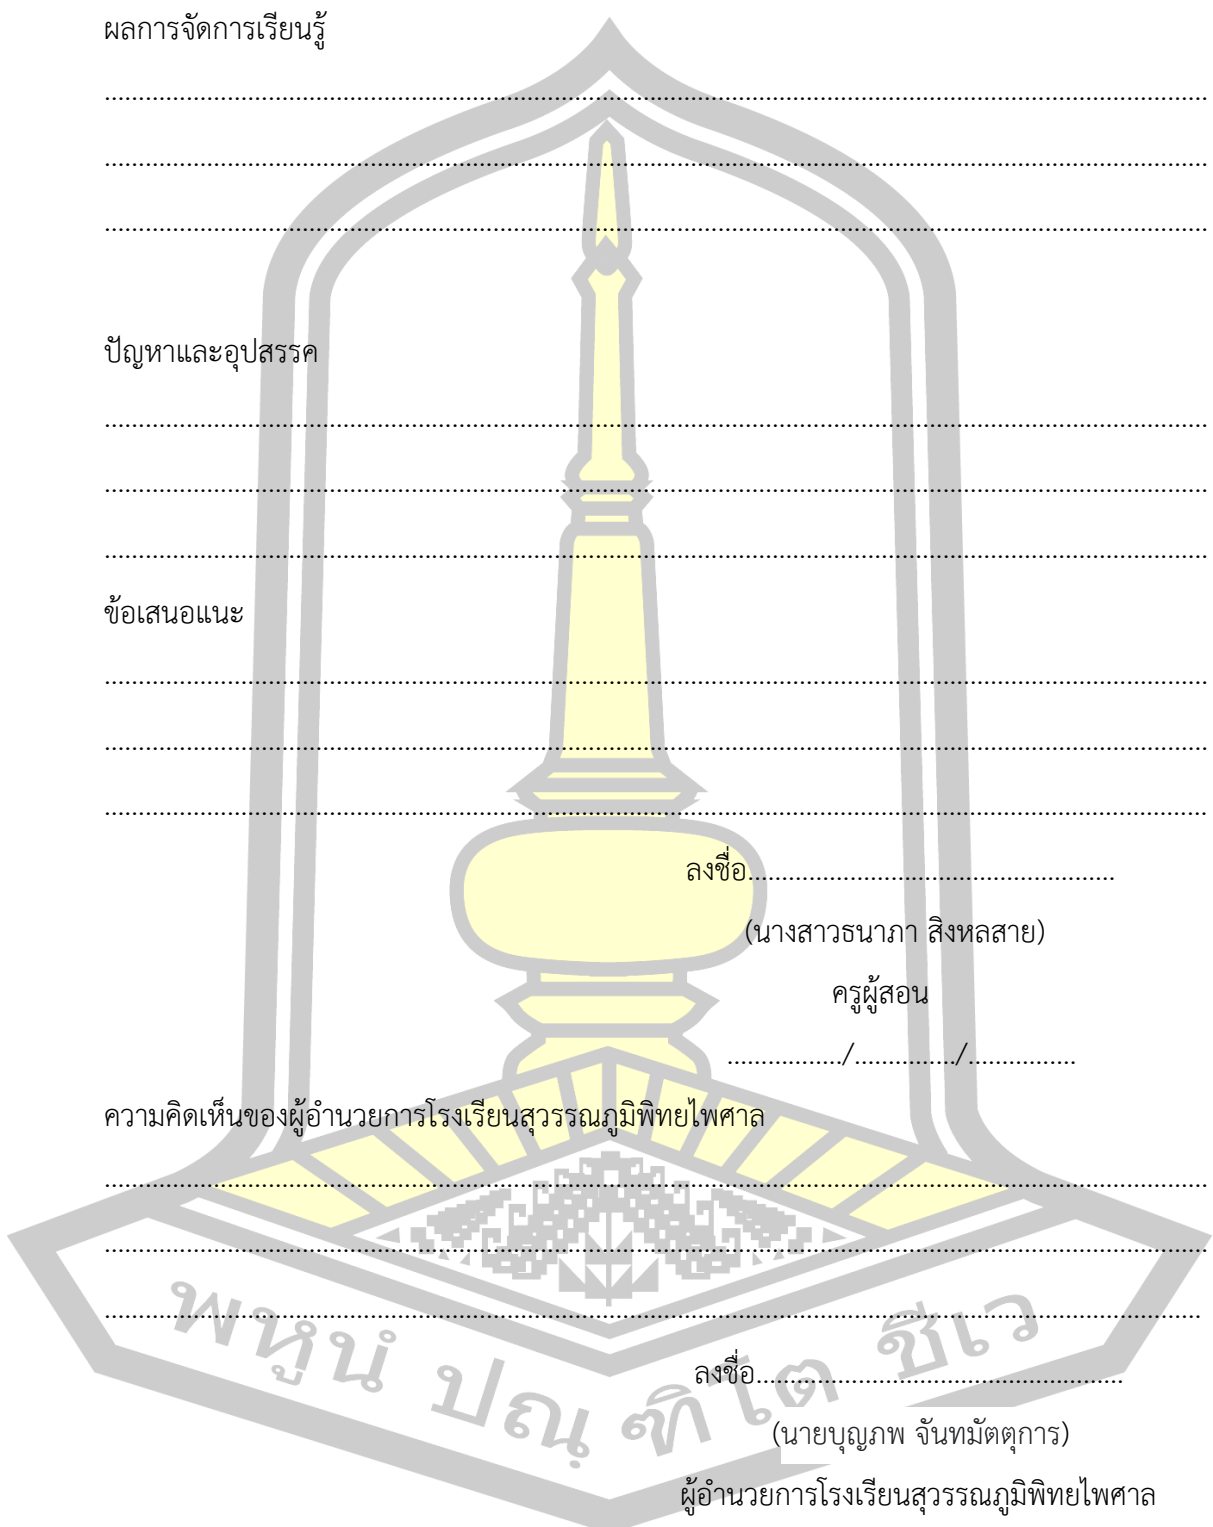 ผลการจัดการเรียนรู้
................................................................................................................................................................
................................................................................................................................................................
................................................................................................................................................................
ปัญหาและอุปสรรค
................................................................................................................................................................
................................................................................................................................................................
................................................................................................................................................................
ข้อเสนอแนะ
................................................................................................................................................................
................................................................................................................................................................
................................................................................................................................................................
ลงชื่อ......................................................
(นางสาวธนาภา สิงหลสาย)
ครูผู้สอน
................./.............../................
ความคิดเห็นของผู้อำนวยการโรงเรียนสุวรรณภูมิพิทยไพศาล
................................................................................................................................................................
................................................................................................................................................................
................................................................................................................................................................
พหูนํ ปณฺฑิโต ชีเว
ลงชื่อ......................................................
(นายบุญภพ จันทมัตตุการ)
ผู้อำนวยการโรงเรียนสุวรรณภูมิพิทยไพศาล